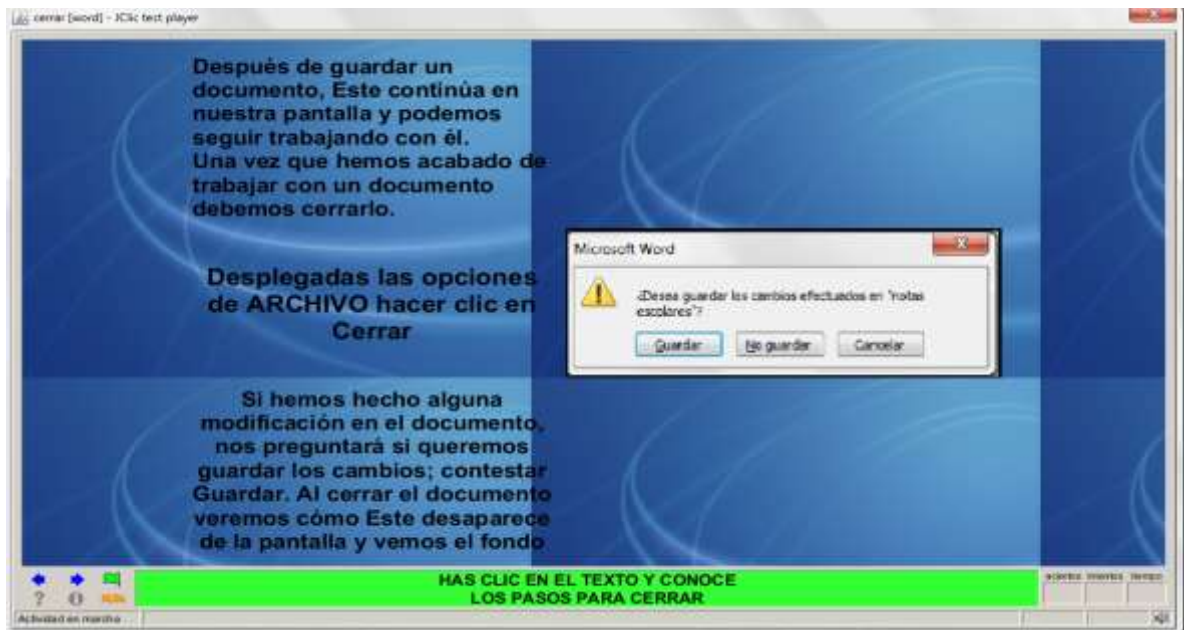 cerrar [word] - JClic test player
Después de guardar un
documento, Este continúa en
nuestra pantalla y podemos
seguir trabajando con él.
Una vez que hemos acabado de
trabajar con un documento
debemos cerrarlo.
Desplegadas las opciones
de ARCHIVO hacer clic en
Cerrar
Microsoft Word
¿Desea guardar los cambios efectuados en "notas
escolares"?
Guardar No guardar Cancelar
Si hemos hecho alguna
modificación en el documento,
nos preguntará si queremos
guardar los cambios; contestar
Guardar. Al cerrar el documento
veremos cómo Este desaparece
de la pantalla y vemos el fondo
HAS CLIC EN EL TEXTO Y CONOCE
LOS PASOS PARA CERRAR
aciertos intentos tiempo
Actividad en marcha